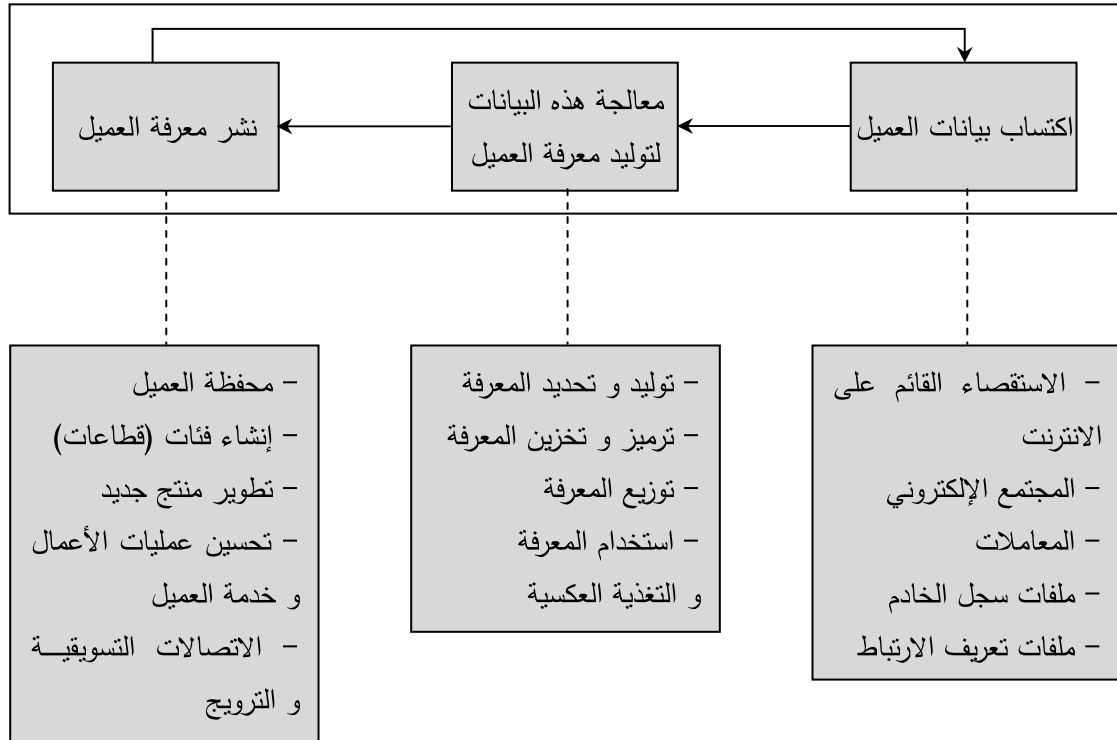 اكتساب بيانات العميل
معالجة هذه البيانات
لتوليد معرفة العميل
نشر معرفة العميل
- الاستقصاء القائم على
الانترنت
- المجتمع الإلكتروني
- المعاملات
- ملفات سجل الخادم
- ملفات تعريف الارتباط
- توليد و تحديد المعرفة
- ترميز و تخزين المعرفة
- توزيع المعرفة
- استخدام المعرفة
و التغذية العكسية
- محفظة العميل
- إنشاء فئات (قطاعات)
- تطوير منتج جديد
- تحسين عمليات الأعمال
و خدمة العميل
- الاتصالات التسويقيـــة
و الترويج